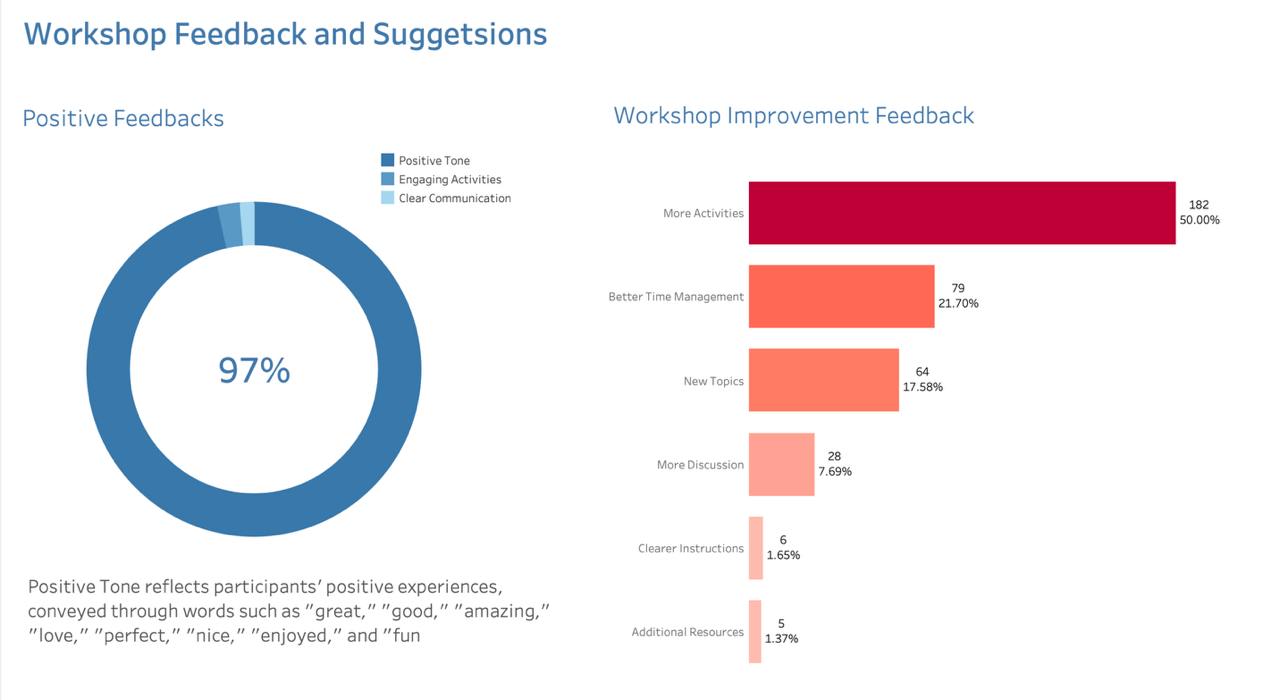 Workshop Feedback and Suggetsions
Positive Feedbacks
Positive Tone
Engaging Activities
Clear Communication
97%
Positive Tone reflects participants' positive experiences,
conveyed through words such as "great," "good," "amazing,"
"love," "perfect," "nice," "enjoyed," and "fun
Workshop Improvement Feedback
More Activities
182
50.00%
Better Time Management
79
21.70%
New Topics
64
17.58%
More Discussion
28
7.69%
Clearer Instructions
6
1.65%
Additional Resources
5
1.37%